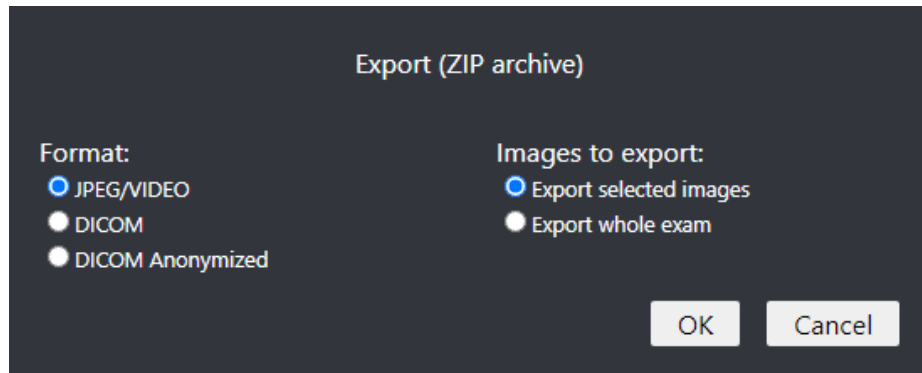 Export (ZIP archive)
Format:
JPEG/VIDEO
DICOM
DICOM Anonymized
Images to export:
Export selected images
Export whole exam
OK
Cancel